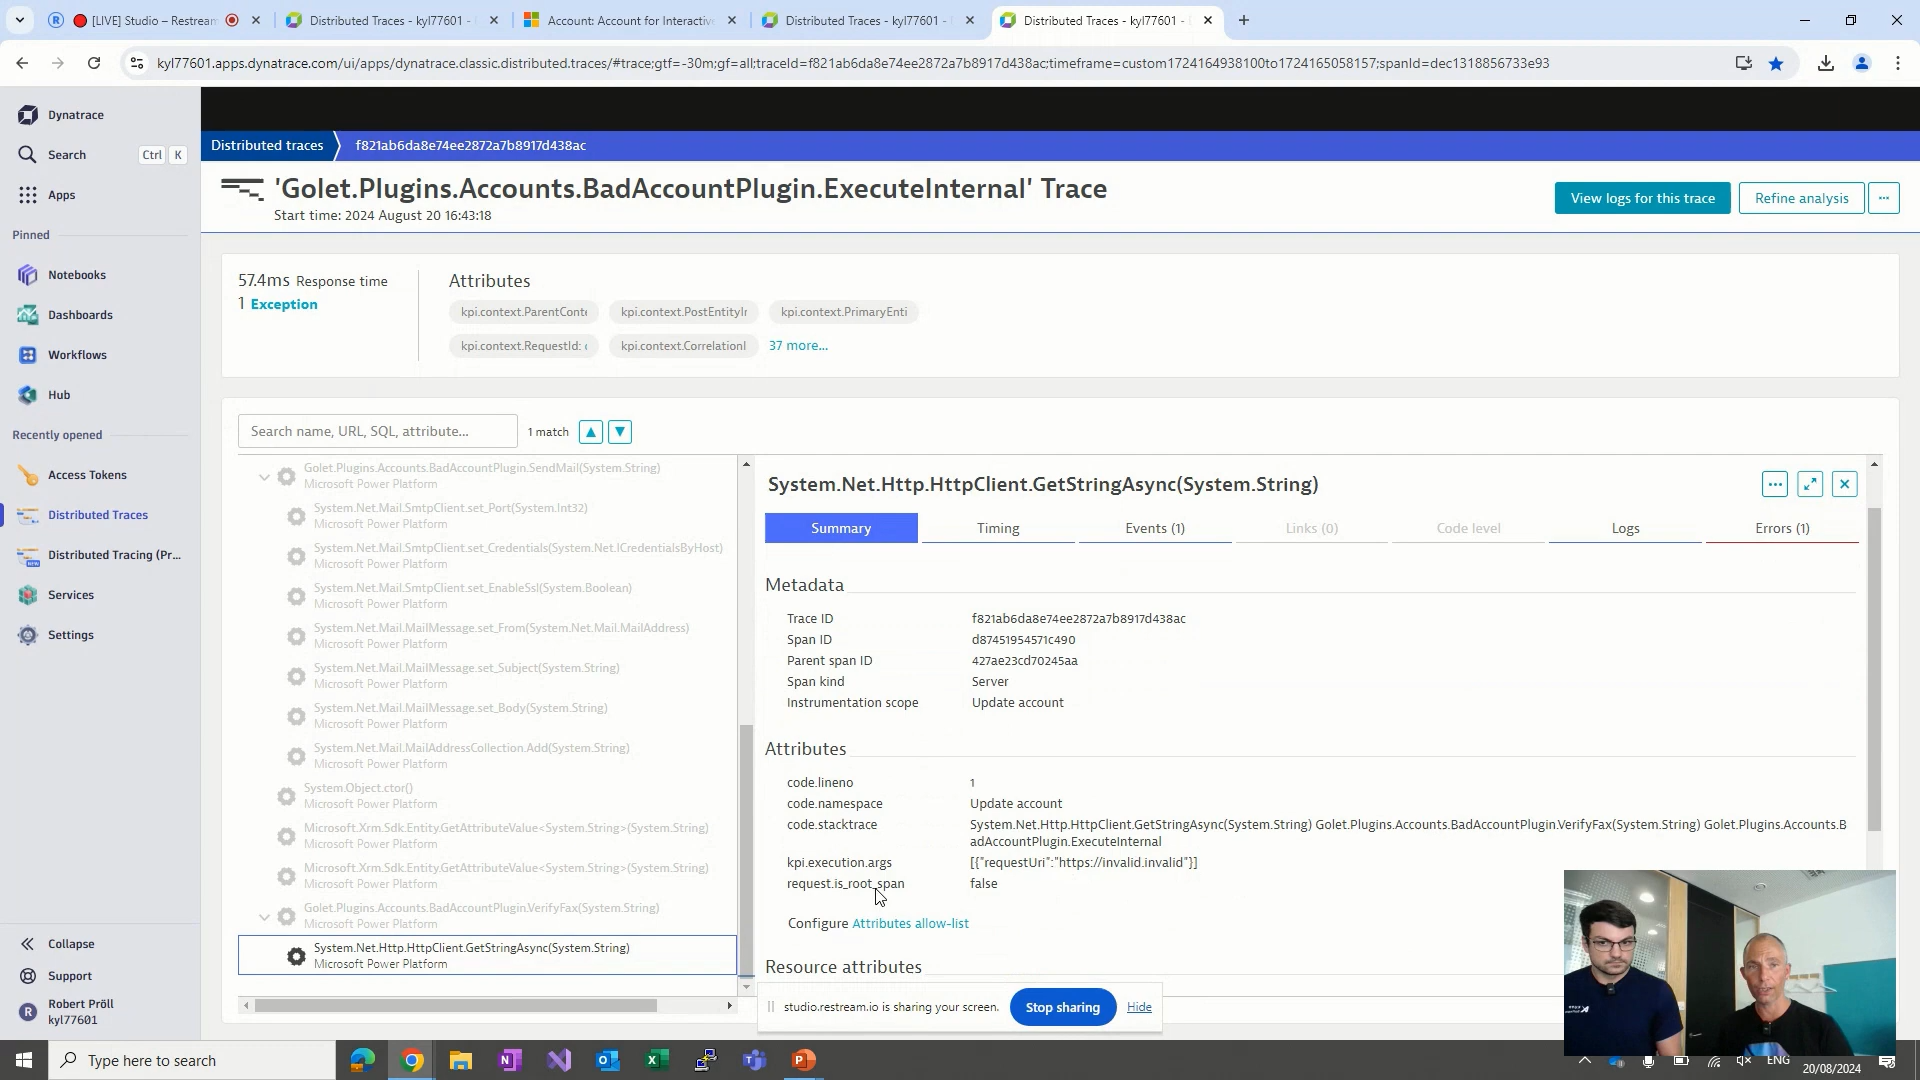 [LIVE] Studio – Restream
Distributed Traces - kyl77601 -
Account: Account for Interactiv
Distributed Traces - kyl77601 -
Distributed Traces - kyl77601 -
kyl77601.apps.dynatrace.com/ui/apps/dynatrace.classic.distributed.traces/#trace;gtf=-30m;gf=all;traceId=f821ab6da8e74ee2872a7b8917d438ac;timeframe=custom1724164938100to1724165058157;spanId=dec1318856733e93
Dynatrace
Search Ctrl K
Apps
Pinned
Notebooks
Dashboards
Workflows
Hub
Recently opened
Access Tokens
Distributed Traces
Distributed Tracing (Pr...
Services
Settings
Collapse
Support
Robert Pröll
kyl77601
Distributed traces f821ab6da8e74ee2872a7b8917d438ac
'Golet.Plugins.Accounts.BadAccountPlugin.ExecuteInternal' Trace
Start time: 2024 August 20 16:43:18
View logs for this trace Refine analysis ...
57.4ms Response time
1 Exception
Attributes
kpi.context.ParentConte kpi.context.PostEntityIr kpi.context.PrimaryEnti
kpi.context.RequestId: kpi.context.CorrelationI 37 more...
Search name, URL, SQL, attribute... 1 match
Golet.Plugins.Accounts.BadAccountPlugin.SendMail(System.String)
Microsoft Power Platform
System.Net.Mail.SmtpClient.set_Port(System.Int32)
Microsoft Power Platform
System.Net.Mail.SmtpClient.set_Credentials(System.Net.ICredentialsByHost)
Microsoft Power Platform
System.Net.Mail.SmtpClient.set_EnableSsl(System.Boolean)
Microsoft Power Platform
System.Net.Mail.MailMessage.set_From(System.Net.Mail.MailAddress)
Microsoft Power Platform
System.Net.Mail.MailMessage.set_Subject(System.String)
Microsoft Power Platform
System.Net.Mail.MailMessage.set_Body(System.String)
Microsoft Power Platform
System.Net.Mail.MailAddressCollection.Add(System.String)
Microsoft Power Platform
System.Object.ctor()
Microsoft Power Platform
Microsoft.Xrm.Sdk.Entity.GetAttributeValue<System.String>(System.String)
Microsoft Power Platform
Microsoft.Xrm.Sdk.Entity.GetAttributeValue<System.String>(System.String)
Microsoft Power Platform
Golet.Plugins.Accounts.BadAccountPlugin.VerifyFax(System.String)
Microsoft Power Platform
System.Net.Http.HttpClient.GetStringAsync(System.String)
Microsoft Power Platform
System.Net.Http.HttpClient.GetStringAsync(System.String)
Summary Timing Events (1) Links (0) Code level Logs Errors (1)
Metadata
Trace ID f821ab6da8e74ee2872a7b8917d438ac
Span ID d87451954571c490
Parent span ID 427ae23cd70245aa
Span kind Server
Instrumentation scope Update account
Attributes
code.lineno 1
code.namespace Update account
code.stacktrace System.Net.Http.HttpClient.GetStringAsync(System.String) Golet.Plugins.Accounts.BadAccountPlugin.VerifyFax(System.String) Golet.Plugins.Accounts.B
adAccountPlugin.ExecuteInternal
kpi.execution.args [{"requestUri":"https://invalid.invalid"}]
request.is_root_span false
Configure Attributes allow-list
Resource attributes
studio.restream.io is sharing your screen. Stop sharing Hide
Type here to search
ENG
20/08/2024